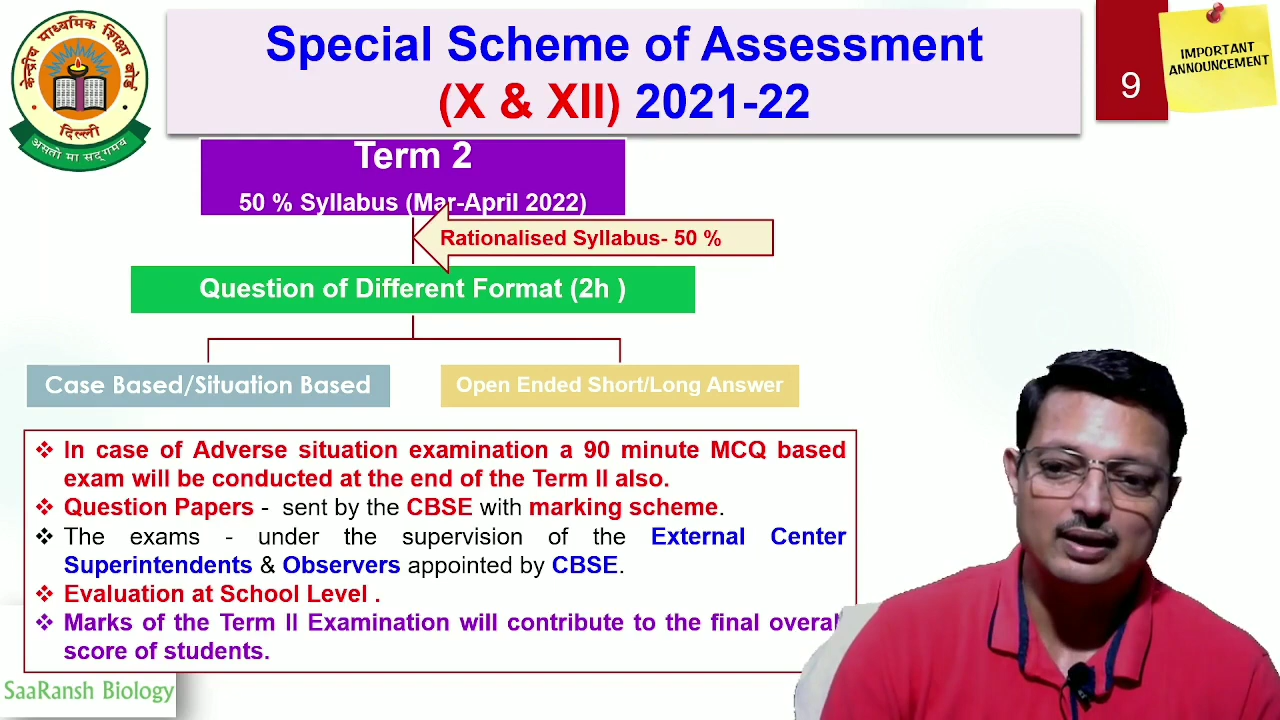 केन्द्रीय माध्यमिक शिक्षा बोर्ड
दिल्ली
असतो मा सद्गमय
Special Scheme of Assessment
(X & XII) 2021-22
9
IMPORTANT
ANNOUNCEMENT
Term 2
50 % Syllabus (Mar-April 2022)
Rationalised Syllabus- 50 %
Question of Different Format (2h )
Case Based/Situation Based
Open Ended Short/Long Answer
❖ In case of Adverse situation examination a 90 minute MCQ based
exam will be conducted at the end of the Term II also.
❖ Question Papers - sent by the CBSE with marking scheme.
❖ The exams - under the supervision of the External Center
Superintendents & Observers appointed by CBSE.
❖ Evaluation at School Level .
❖ Marks of the Term II Examination will contribute to the final overall
score of students.
SaaRansh Biology